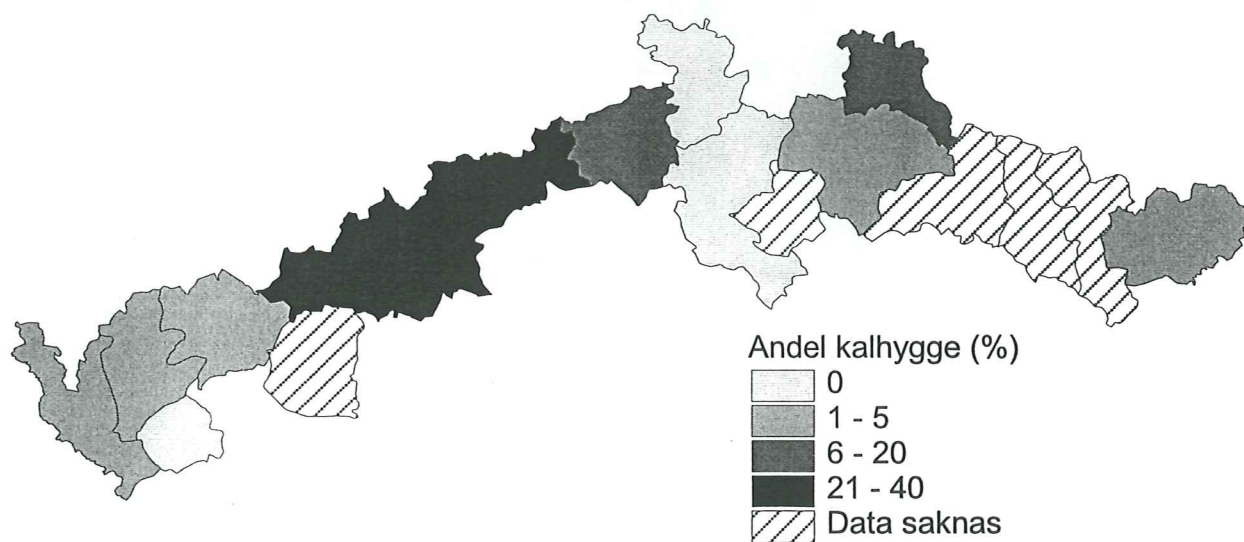 Andel kalhygge (%)
0
1 - 5
6 - 20
21 - 40
Data saknas